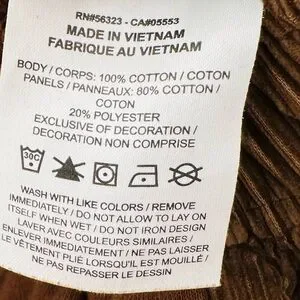 RN#56323 - CA#05553
MADE IN VIETNAM
FABRIQUE AU VIETNAM
BODY / CORPS: 100% COTTON / COTON
PANELS / PANNEAUX: 80% COTTON /
COTON
20% POLYESTER
EXCLUSIVE OF DECORATION /
DECORATION NON COMPRISE
30C
WASH WITH LIKE COLORS / REMOVE
IMMEDIATELY / DO NOT ALLOW TO LAY ON
ITSELF WHEN WET / DO NOT IRON DESIGN
LAVER AVEC COULEURS SIMILAIRES /
ENLEVER IMMEDIATEMENT / NE PAS LAISSER
LE VÊTEMENT PLIÉ LORSQU'IL EST MOUILLÉ
/ NE PAS REPASSER LE DESSIN